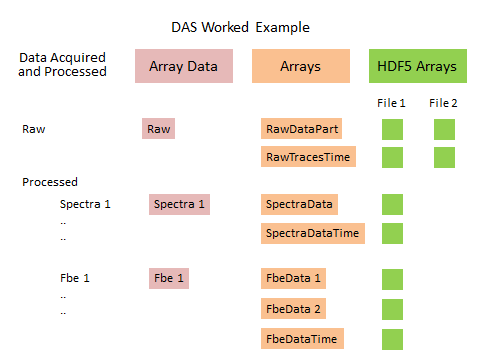 DAS Worked Example
Data Acquired and Processed
Array Data
Arrays
HDF5 Arrays
File 1
File 2
Raw
Raw
RawDataPart
RawTracesTime
Processed
Spectra 1
Spectra 1
SpectraData
..
SpectraDataTime
..
Fbe 1
Fbe 1
FbeData 1
..
FbeData 2
..
FbeDataTime